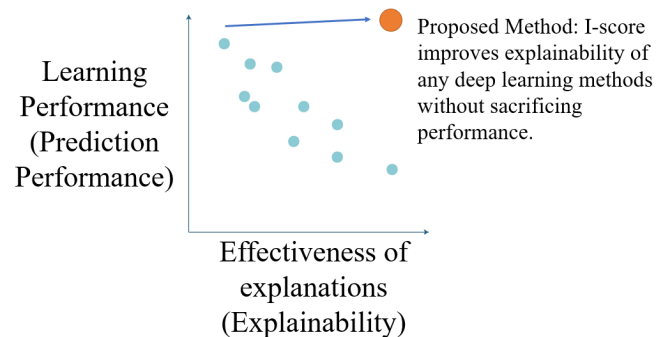 Proposed Method: I-score
improves explainability of
any deep learning methods
without sacrificing
performance.
Learning
Performance
(Prediction
Performance)
Effectiveness of
explanations
(Explainability)